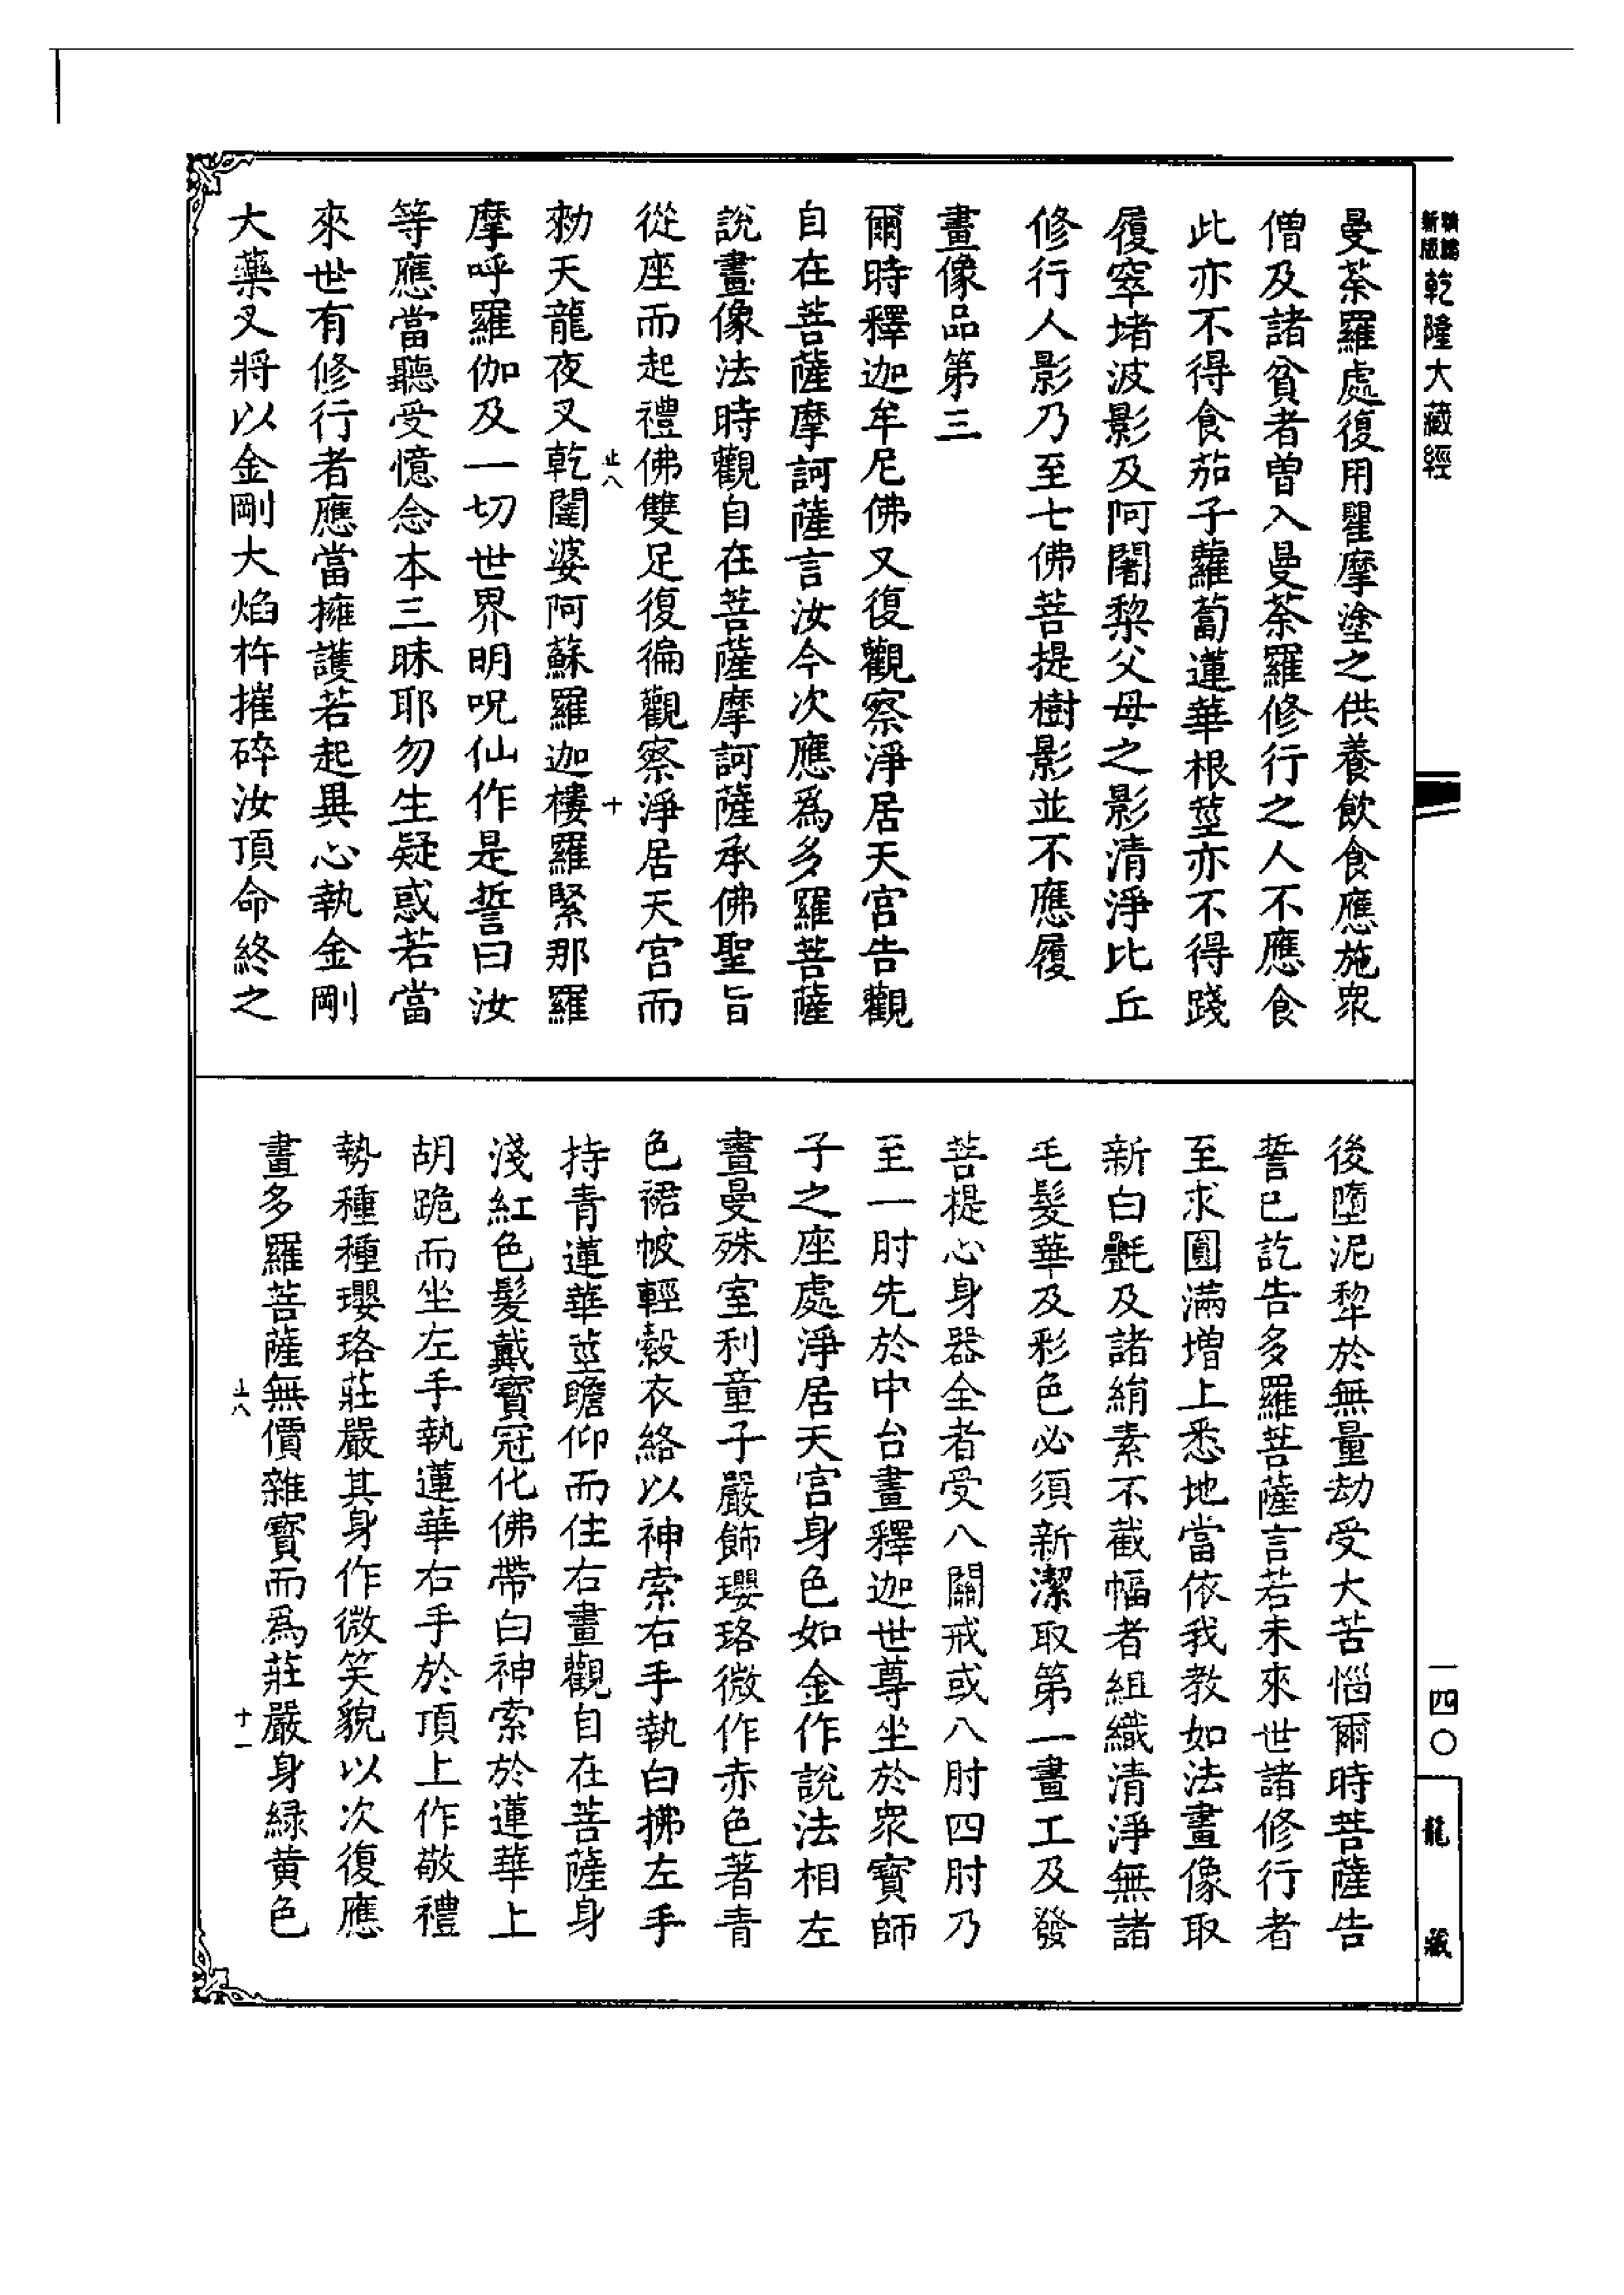 新編
新版
乾隆大藏經
曼荼羅處復用瞿摩塗之供養飲食應施衆
僧及諸貧者曽入曼荼羅修行之人不應食
此亦不得食茄子蘿蔔蓮華根莖亦不得踐
履窣堵波影及阿闍黎父母之影清淨比丘
修行人影乃至七佛菩提樹影並不應履
畫像品第三
爾時釋迦牟尼佛又復觀察淨居天宫告觀
自在菩薩摩訶薩言汝今次應爲多羅菩薩
說畫像法時觀自在菩薩摩訶薩承佛聖旨
從座而起禮佛雙足復徧觀察淨居天宫而
止八
十
勑天龍夜叉乾闥婆阿蘇羅迦樓羅緊那羅
摩呼羅伽及一切世界明呪仙作是誓曰汝
等應當聽受憶念本三昧耶勿生疑惑若當
來世有修行者應當擁護若起異心執金剛
大藥叉將以金剛大焰杵摧碎汝頂命終之
後墮泥犂於無量劫受大苦惱爾時菩薩告
誓已訖告多羅菩薩言若未來世諸修行者
至求圓滿增上悉地當依我教如法畫像取
新白氎及諸絹素不截幅者組織清淨無諸
毛髮華及彩色必須新潔取第一畫工及發
菩提心身器全者受八關戒或八肘四肘乃
至一肘先於中台畫釋迦世尊坐於衆寳師
子之座處淨居天宫身色如金作說法相左
畫曼殊室利童子嚴飾瓔珞微作赤色著青
色裙帔輕縠衣絡以神索右手執白拂左手
持青蓮華莖瞻仰而住右畫觀自在菩薩身
淺紅色髮戴寳冠化佛帶白神索於蓮華上
胡跪而坐左手執蓮華右手於頂上作敬禮
勢種種瓔珞莊嚴其身作微笑貌以次復應
畫多羅菩薩無價雜寳而爲莊嚴身緑黄色
止八
十一
一四〇
龍藏